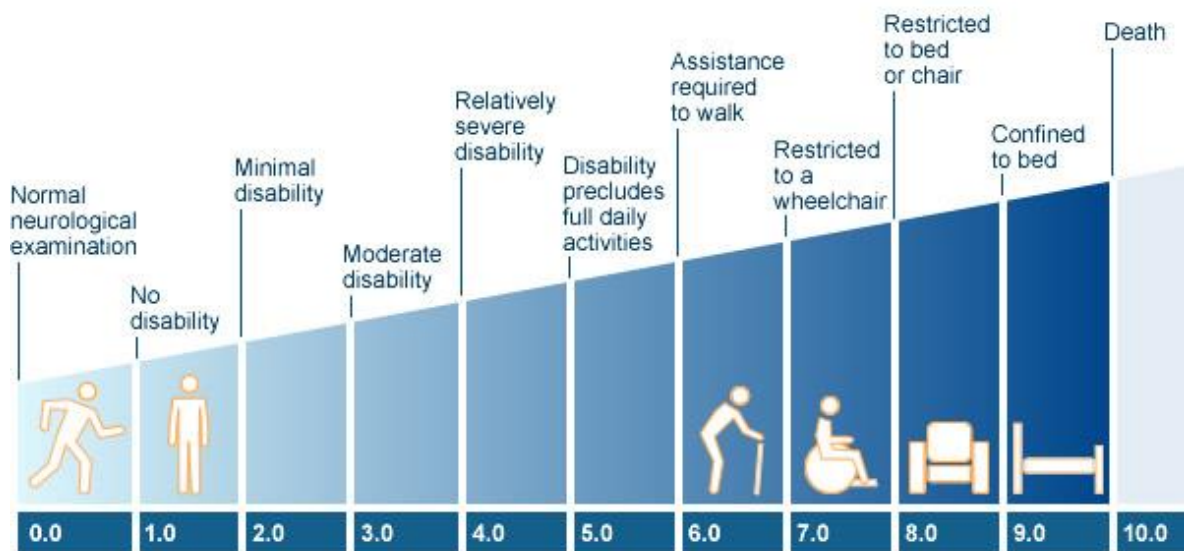 Normal
neurological
examination
No
disability
Minimal
disability
Moderate
disability
Relatively
severe
disability
Disability
precludes
full daily
activities
Assistance
required
to walk
Restricted
to a
wheelchair
Restricted
to bed
or chair
Confined
to bed
Death
0.0 1.0 2.0 3.0 4.0 5.0 6.0 7.0 8.0 9.0 10.0